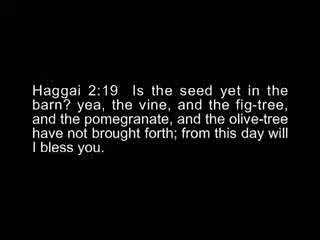 Haggai 2:19  Is the seed yet in the
barn? yea, the vine, and the fig-tree,
and the pomegranate, and the olive-tree
have not brought forth; from this day will
I bless you.